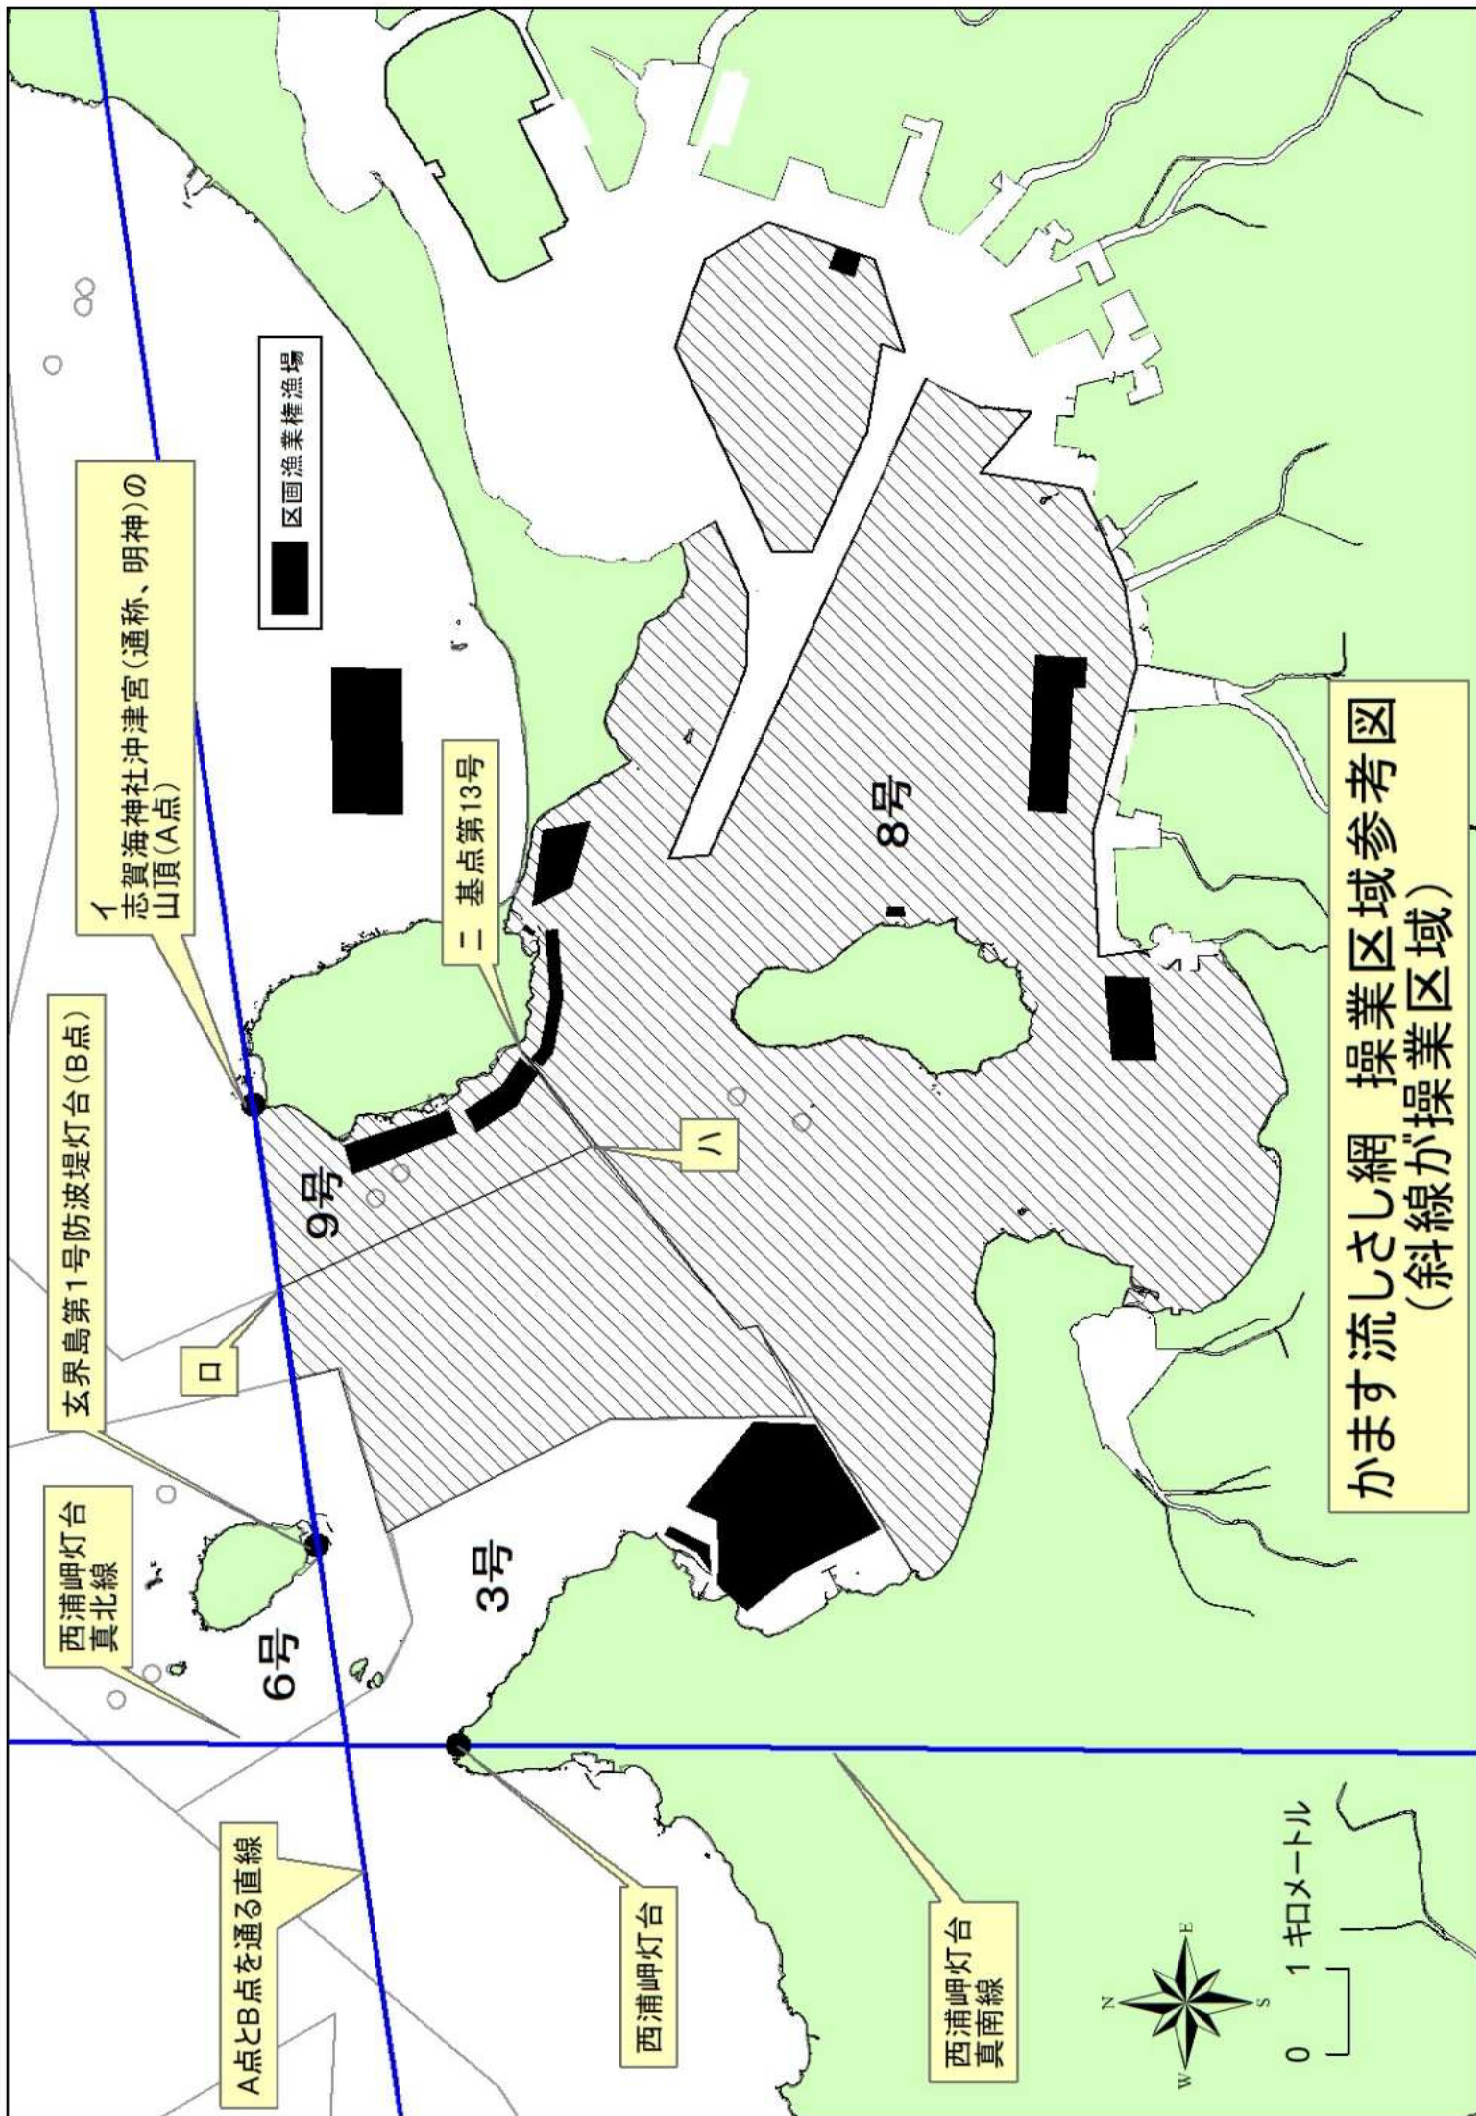 イ
志賀海神社沖津宮（通称、明神）の
山頂（A点）
玄界島第1号防波堤灯台（B点）
西浦岬灯台
真北線
A点とB点を通る直線
区画漁業権漁場
ニ 基点第13号
ロ
ハ
9号
6号
3号
8号
西浦岬灯台
西浦岬灯台
真南線
N
W
E
S
0 1 キロメートル
かます流しさし網 操業区域参考図
（斜線が操業区域）